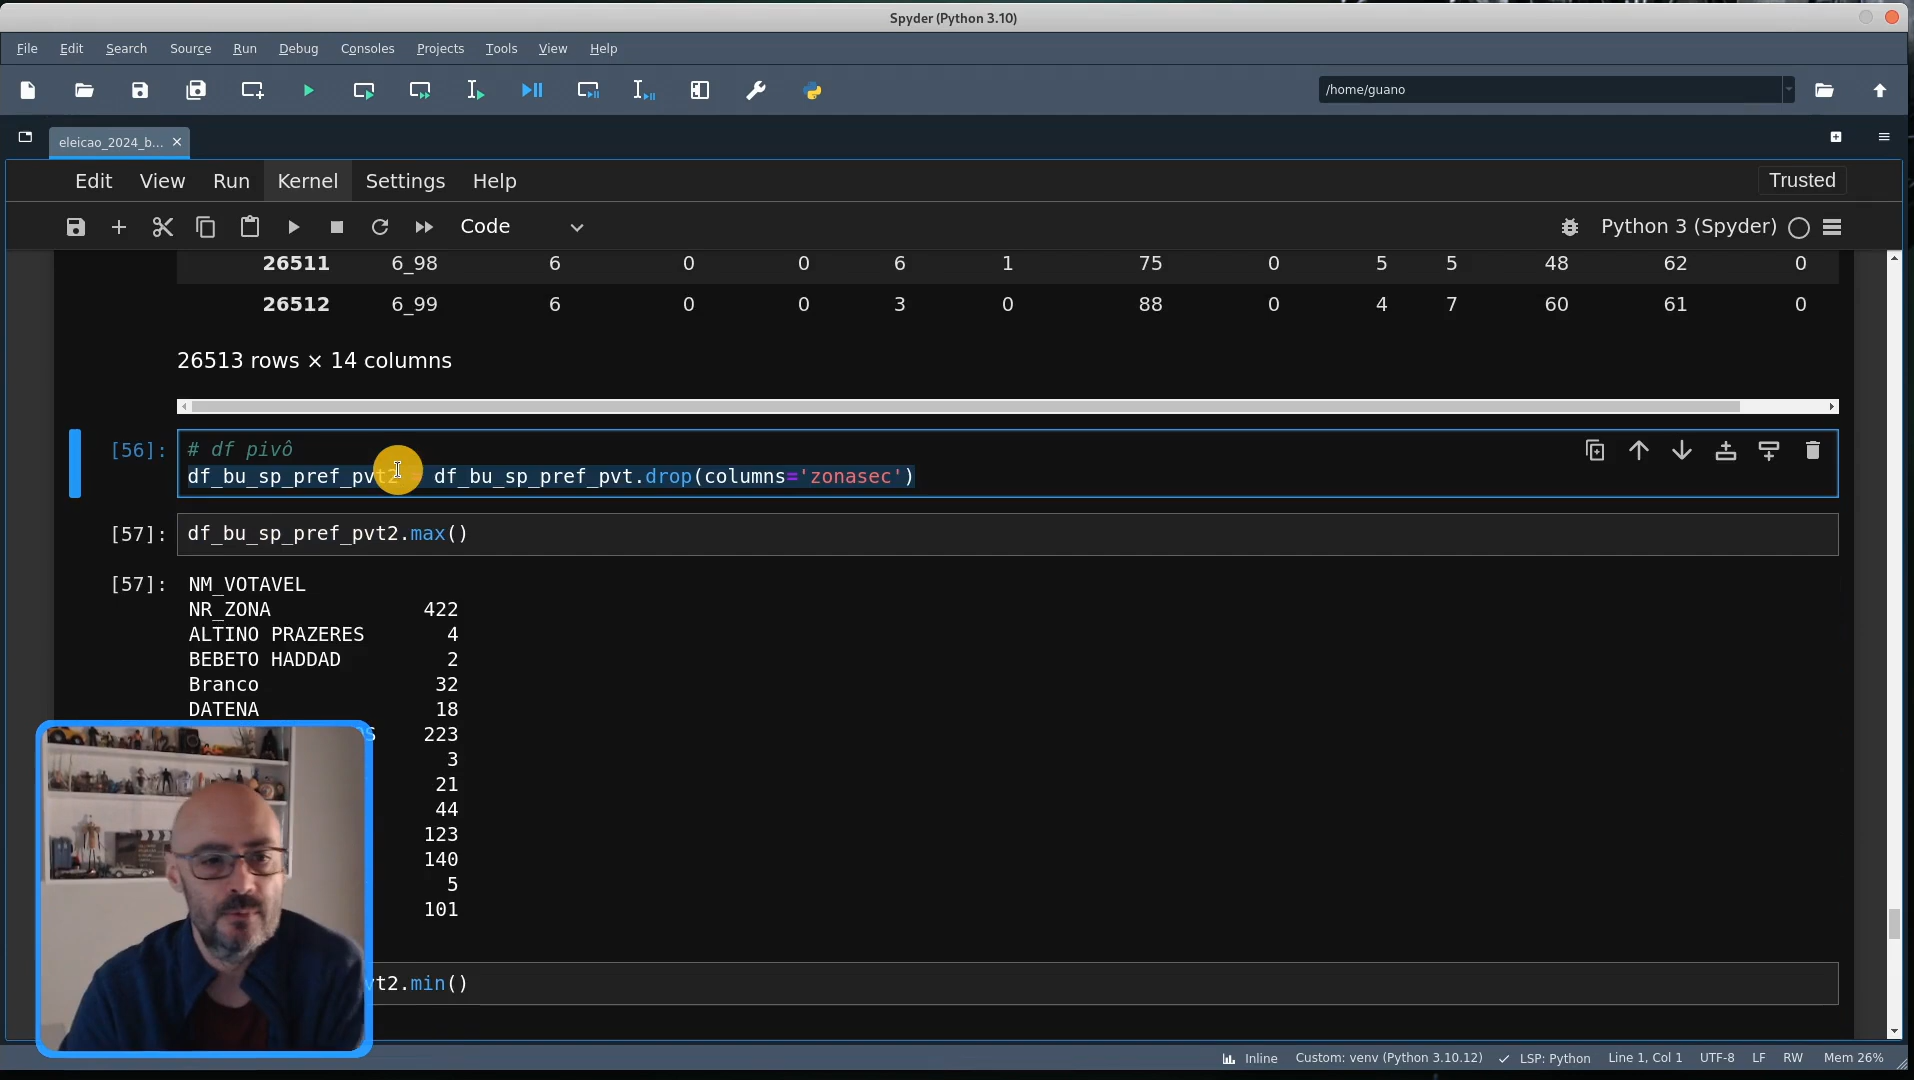 Spyder (Python 3.10)
File Edit Search Source Run Debug Consoles Projects Tools View Help
/home/guano
eleicao_2024_b...
Edit View Run Kernel Settings Help Trusted
Code Python 3 (Spyder)
26511 6_98 6 0 0 6 1 75 0 5 5 48 62 0
26512 6_99 6 0 0 3 0 88 0 4 7 60 61 0
26513 rows × 14 columns
[56]: # df pivô
df_bu_sp_pref_pvt2 = df_bu_sp_pref_pvt.drop(columns='zonasec')
[57]: df_bu_sp_pref_pvt2.max()
[57]: NM_VOTAVEL
NR_ZONA 422
ALTINO PRAZERES 4
BEBETO HADDAD 2
Branco 32
DATENA 18
S 223
3
21
44
123
140
5
101
vt2.min()
Inline Custom: venv (Python 3.10.12) LSP: Python Line 1, Col 1 UTF-8 LF RW Mem 26%